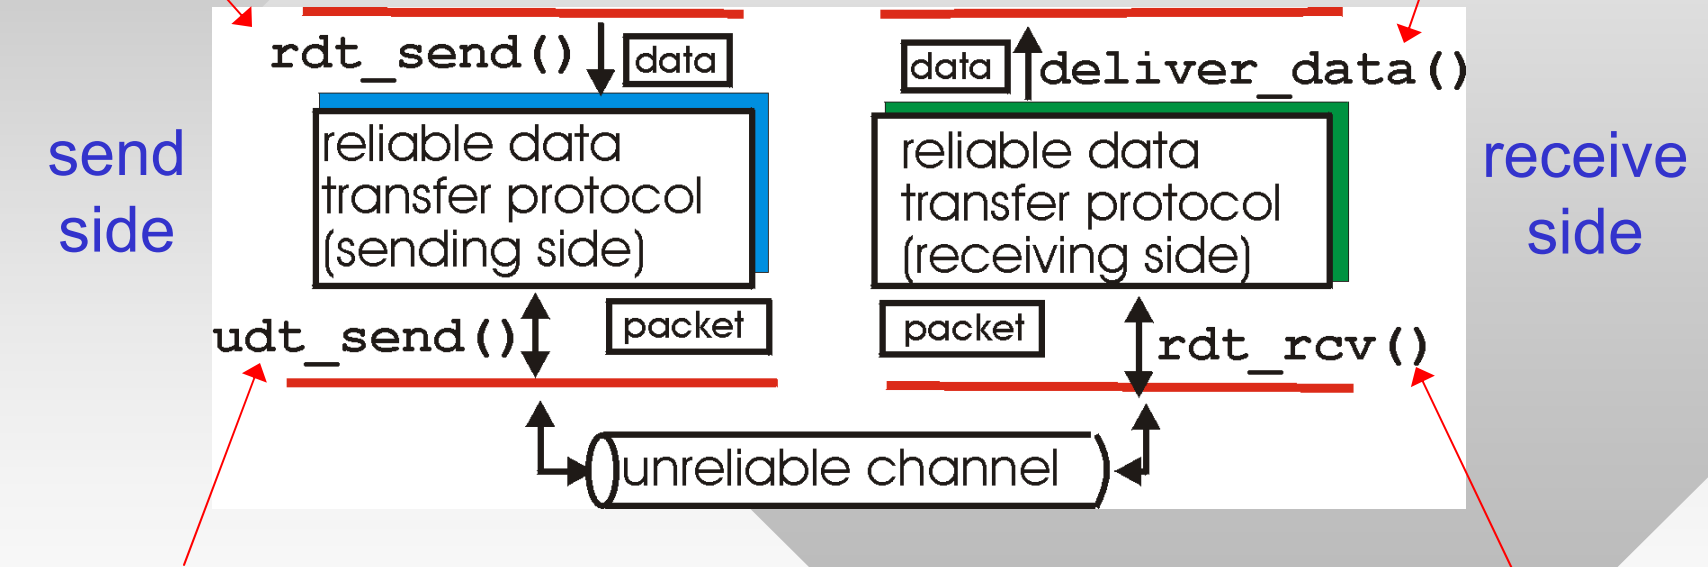 rdt_send()
data
data
deliver_data()
send
side
reliable data
transfer protocol
(sending side)
reliable data
transfer protocol
(receiving side)
receive
side
udt_send()
packet
packet
rdt_rcv()
unreliable channel